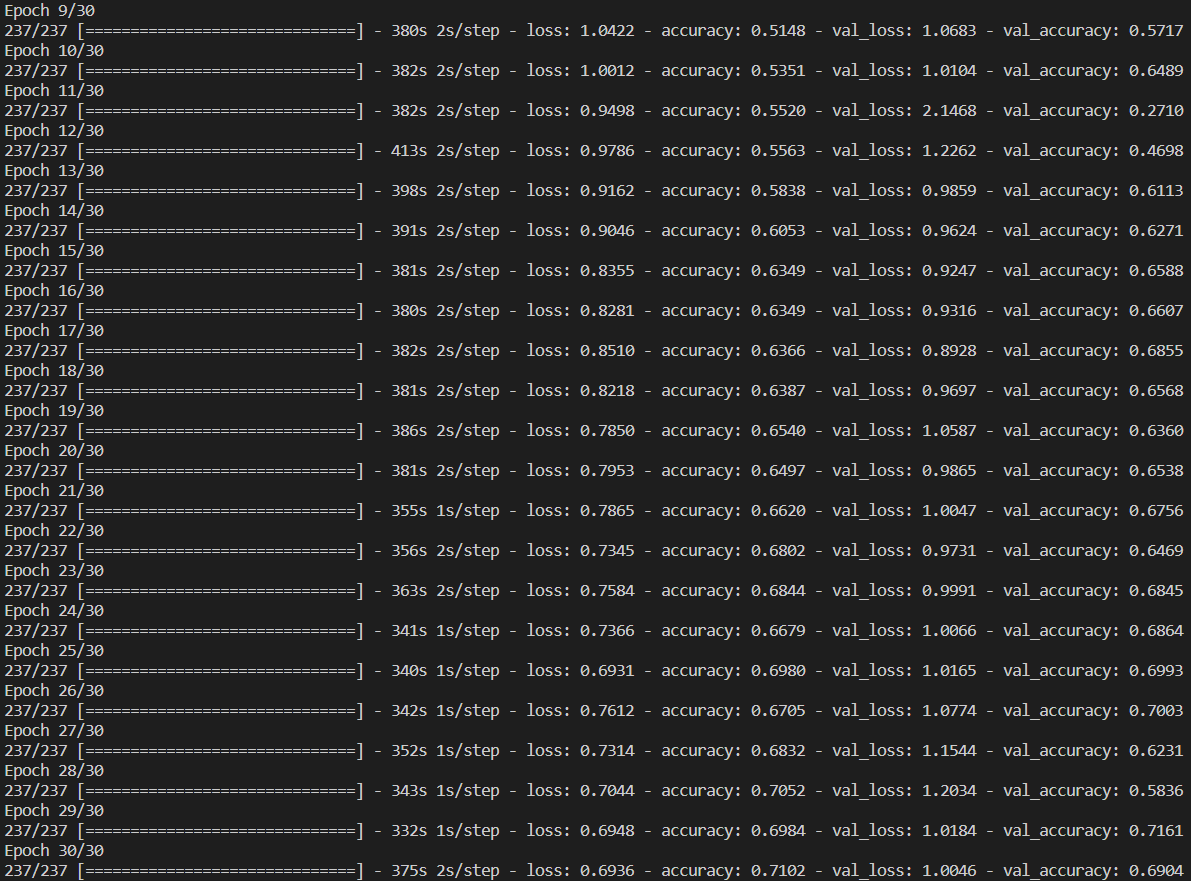 Epoch 9/30
237/237 [==============================] - 380s 2s/step - loss: 1.0422 - accuracy: 0.5148 - val_loss: 1.0683 - val_accuracy: 0.5717
Epoch 10/30
237/237 [==============================] - 382s 2s/step - loss: 1.0012 - accuracy: 0.5351 - val_loss: 1.0104 - val_accuracy: 0.6489
Epoch 11/30
237/237 [==============================] - 382s 2s/step - loss: 0.9498 - accuracy: 0.5520 - val_loss: 2.1468 - val_accuracy: 0.2710
Epoch 12/30
237/237 [==============================] - 413s 2s/step - loss: 0.9786 - accuracy: 0.5563 - val_loss: 1.2262 - val_accuracy: 0.4698
Epoch 13/30
237/237 [==============================] - 398s 2s/step - loss: 0.9162 - accuracy: 0.5838 - val_loss: 0.9859 - val_accuracy: 0.6113
Epoch 14/30
237/237 [==============================] - 391s 2s/step - loss: 0.9046 - accuracy: 0.6053 - val_loss: 0.9624 - val_accuracy: 0.6271
Epoch 15/30
237/237 [==============================] - 381s 2s/step - loss: 0.8355 - accuracy: 0.6349 - val_loss: 0.9247 - val_accuracy: 0.6588
Epoch 16/30
237/237 [==============================] - 380s 2s/step - loss: 0.8281 - accuracy: 0.6349 - val_loss: 0.9316 - val_accuracy: 0.6607
Epoch 17/30
237/237 [==============================] - 382s 2s/step - loss: 0.8510 - accuracy: 0.6366 - val_loss: 0.8928 - val_accuracy: 0.6855
Epoch 18/30
237/237 [==============================] - 381s 2s/step - loss: 0.8218 - accuracy: 0.6387 - val_loss: 0.9697 - val_accuracy: 0.6568
Epoch 19/30
237/237 [==============================] - 386s 2s/step - loss: 0.7850 - accuracy: 0.6540 - val_loss: 1.0587 - val_accuracy: 0.6360
Epoch 20/30
237/237 [==============================] - 381s 2s/step - loss: 0.7953 - accuracy: 0.6497 - val_loss: 0.9865 - val_accuracy: 0.6538
Epoch 21/30
237/237 [==============================] - 355s 1s/step - loss: 0.7865 - accuracy: 0.6620 - val_loss: 1.0047 - val_accuracy: 0.6756
Epoch 22/30
237/237 [==============================] - 356s 2s/step - loss: 0.7345 - accuracy: 0.6802 - val_loss: 0.9731 - val_accuracy: 0.6469
Epoch 23/30
237/237 [==============================] - 363s 2s/step - loss: 0.7584 - accuracy: 0.6844 - val_loss: 0.9991 - val_accuracy: 0.6845
Epoch 24/30
237/237 [==============================] - 341s 1s/step - loss: 0.7366 - accuracy: 0.6679 - val_loss: 1.0066 - val_accuracy: 0.6864
Epoch 25/30
237/237 [==============================] - 340s 1s/step - loss: 0.6931 - accuracy: 0.6980 - val_loss: 1.0165 - val_accuracy: 0.6993
Epoch 26/30
237/237 [==============================] - 342s 1s/step - loss: 0.7612 - accuracy: 0.6705 - val_loss: 1.0774 - val_accuracy: 0.7003
Epoch 27/30
237/237 [==============================] - 352s 1s/step - loss: 0.7314 - accuracy: 0.6832 - val_loss: 1.1544 - val_accuracy: 0.6231
Epoch 28/30
237/237 [==============================] - 343s 1s/step - loss: 0.7044 - accuracy: 0.7052 - val_loss: 1.2034 - val_accuracy: 0.5836
Epoch 29/30
237/237 [==============================] - 332s 1s/step - loss: 0.6948 - accuracy: 0.6984 - val_loss: 1.0184 - val_accuracy: 0.7161
Epoch 30/30
237/237 [==============================] - 375s 2s/step - loss: 0.6936 - accuracy: 0.7102 - val_loss: 1.0046 - val_accuracy: 0.6904